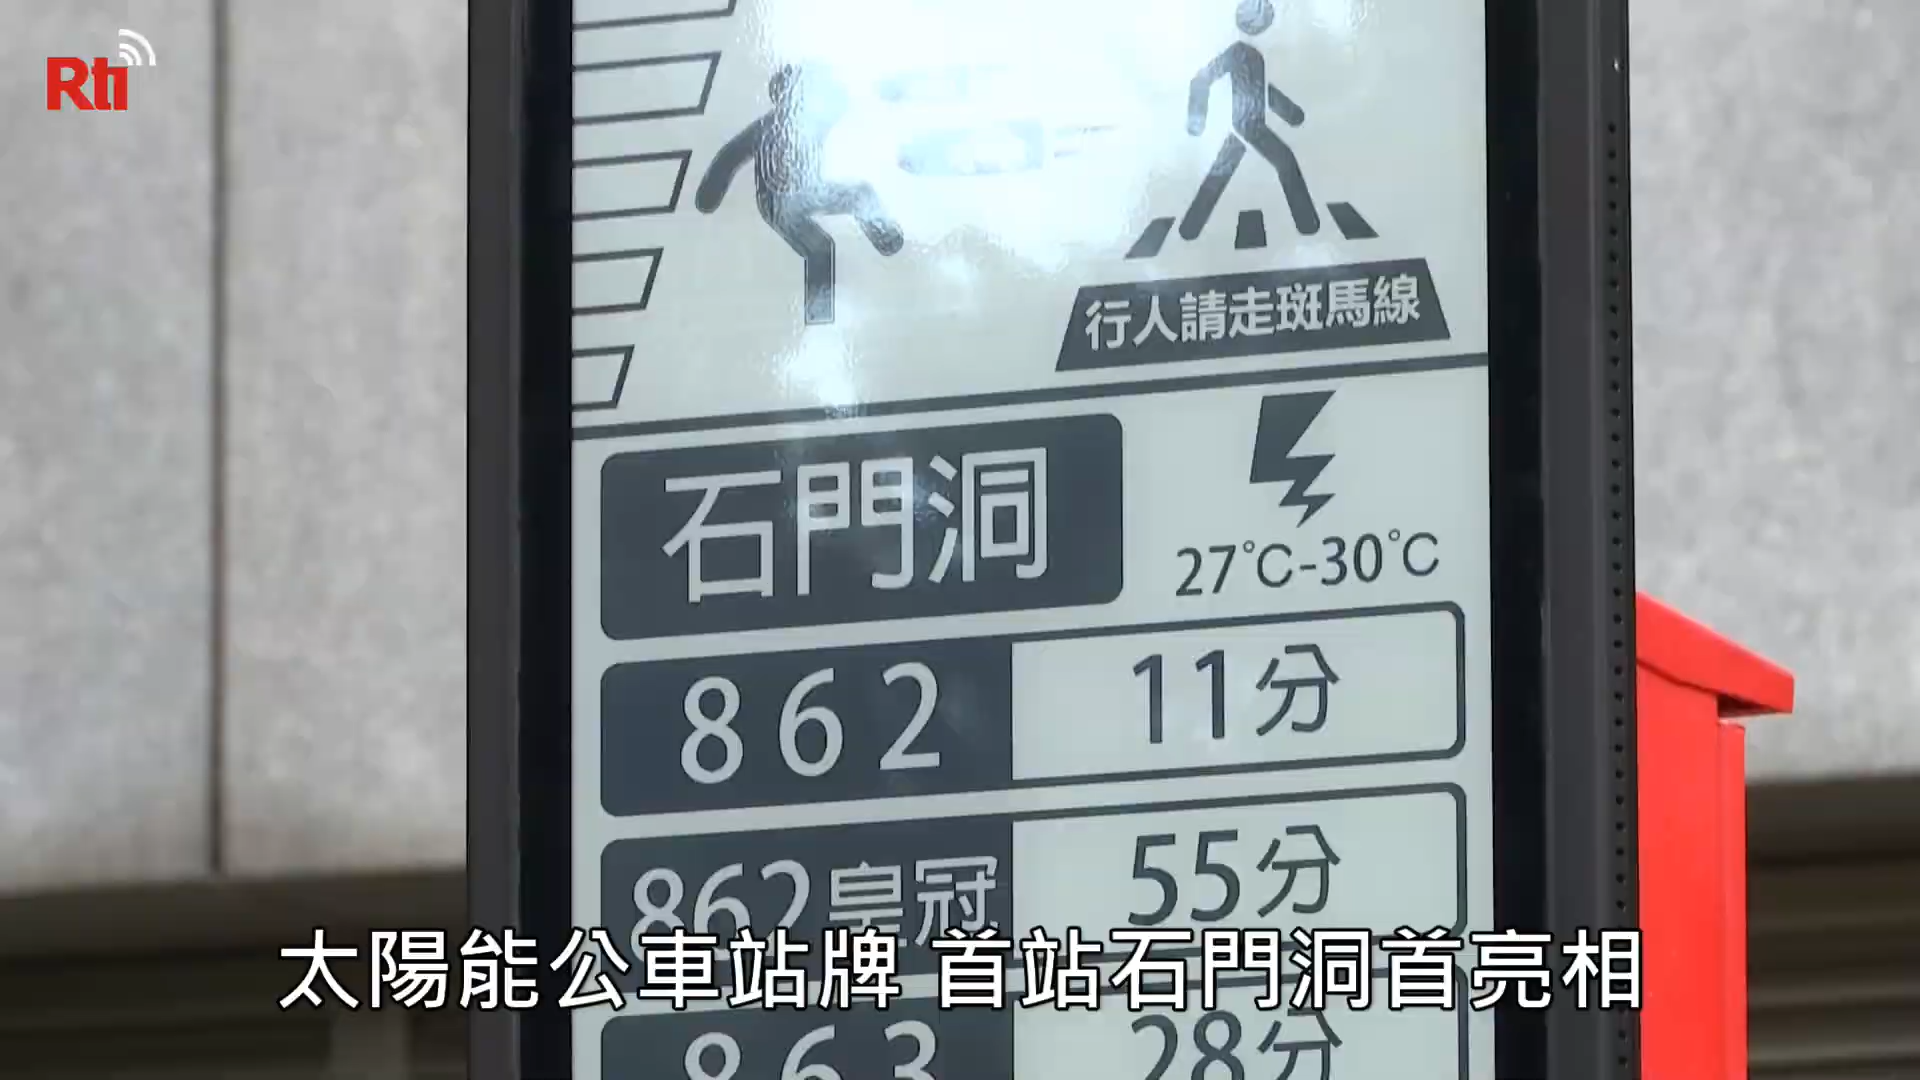 Rti
行人請走斑馬線
石門洞
27°C-30°C
862 11分
862皇冠 55分
太陽能公車站牌 首站石門洞首亮相
863 28分